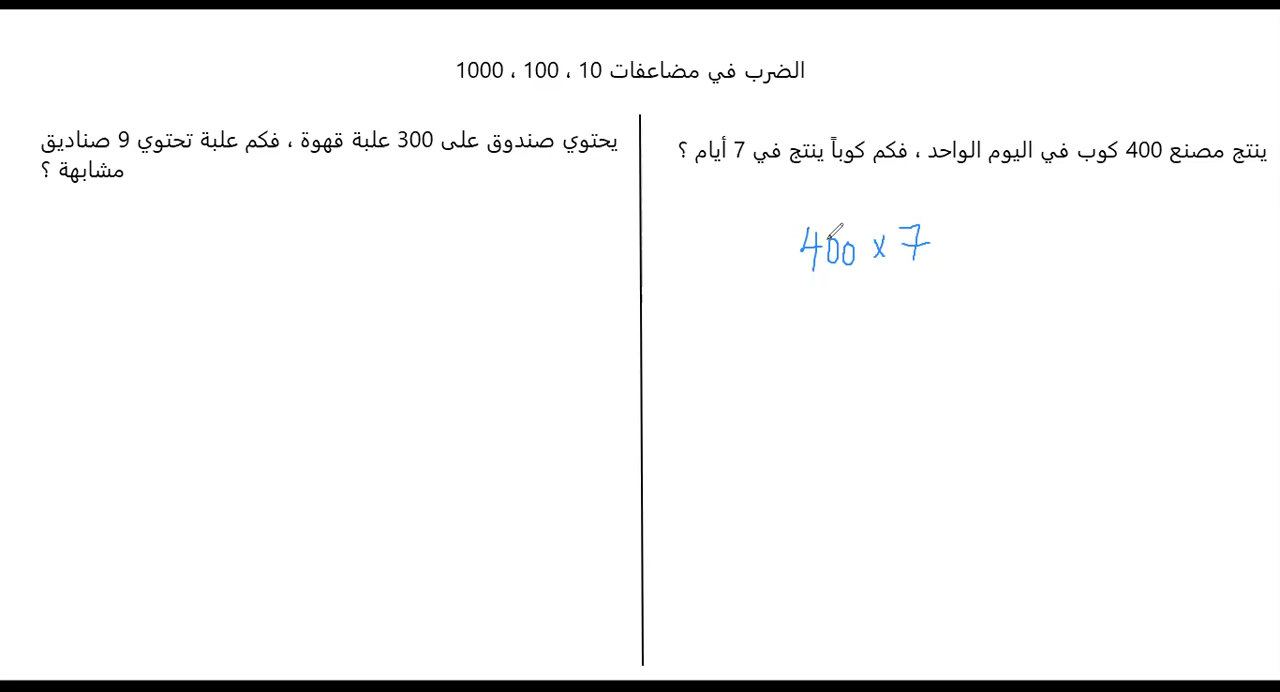 الضرب في مضاعفات 10 ، 100 ، 1000
ينتج مصنع 400 كوب في اليوم الواحد ، فكم كوباً ينتج في 7 أيام ؟
400 x 7
يحتوي صندوق على 300 علبة قهوة ، فكم علبة تحتوي 9 صناديق
مشابهة ؟